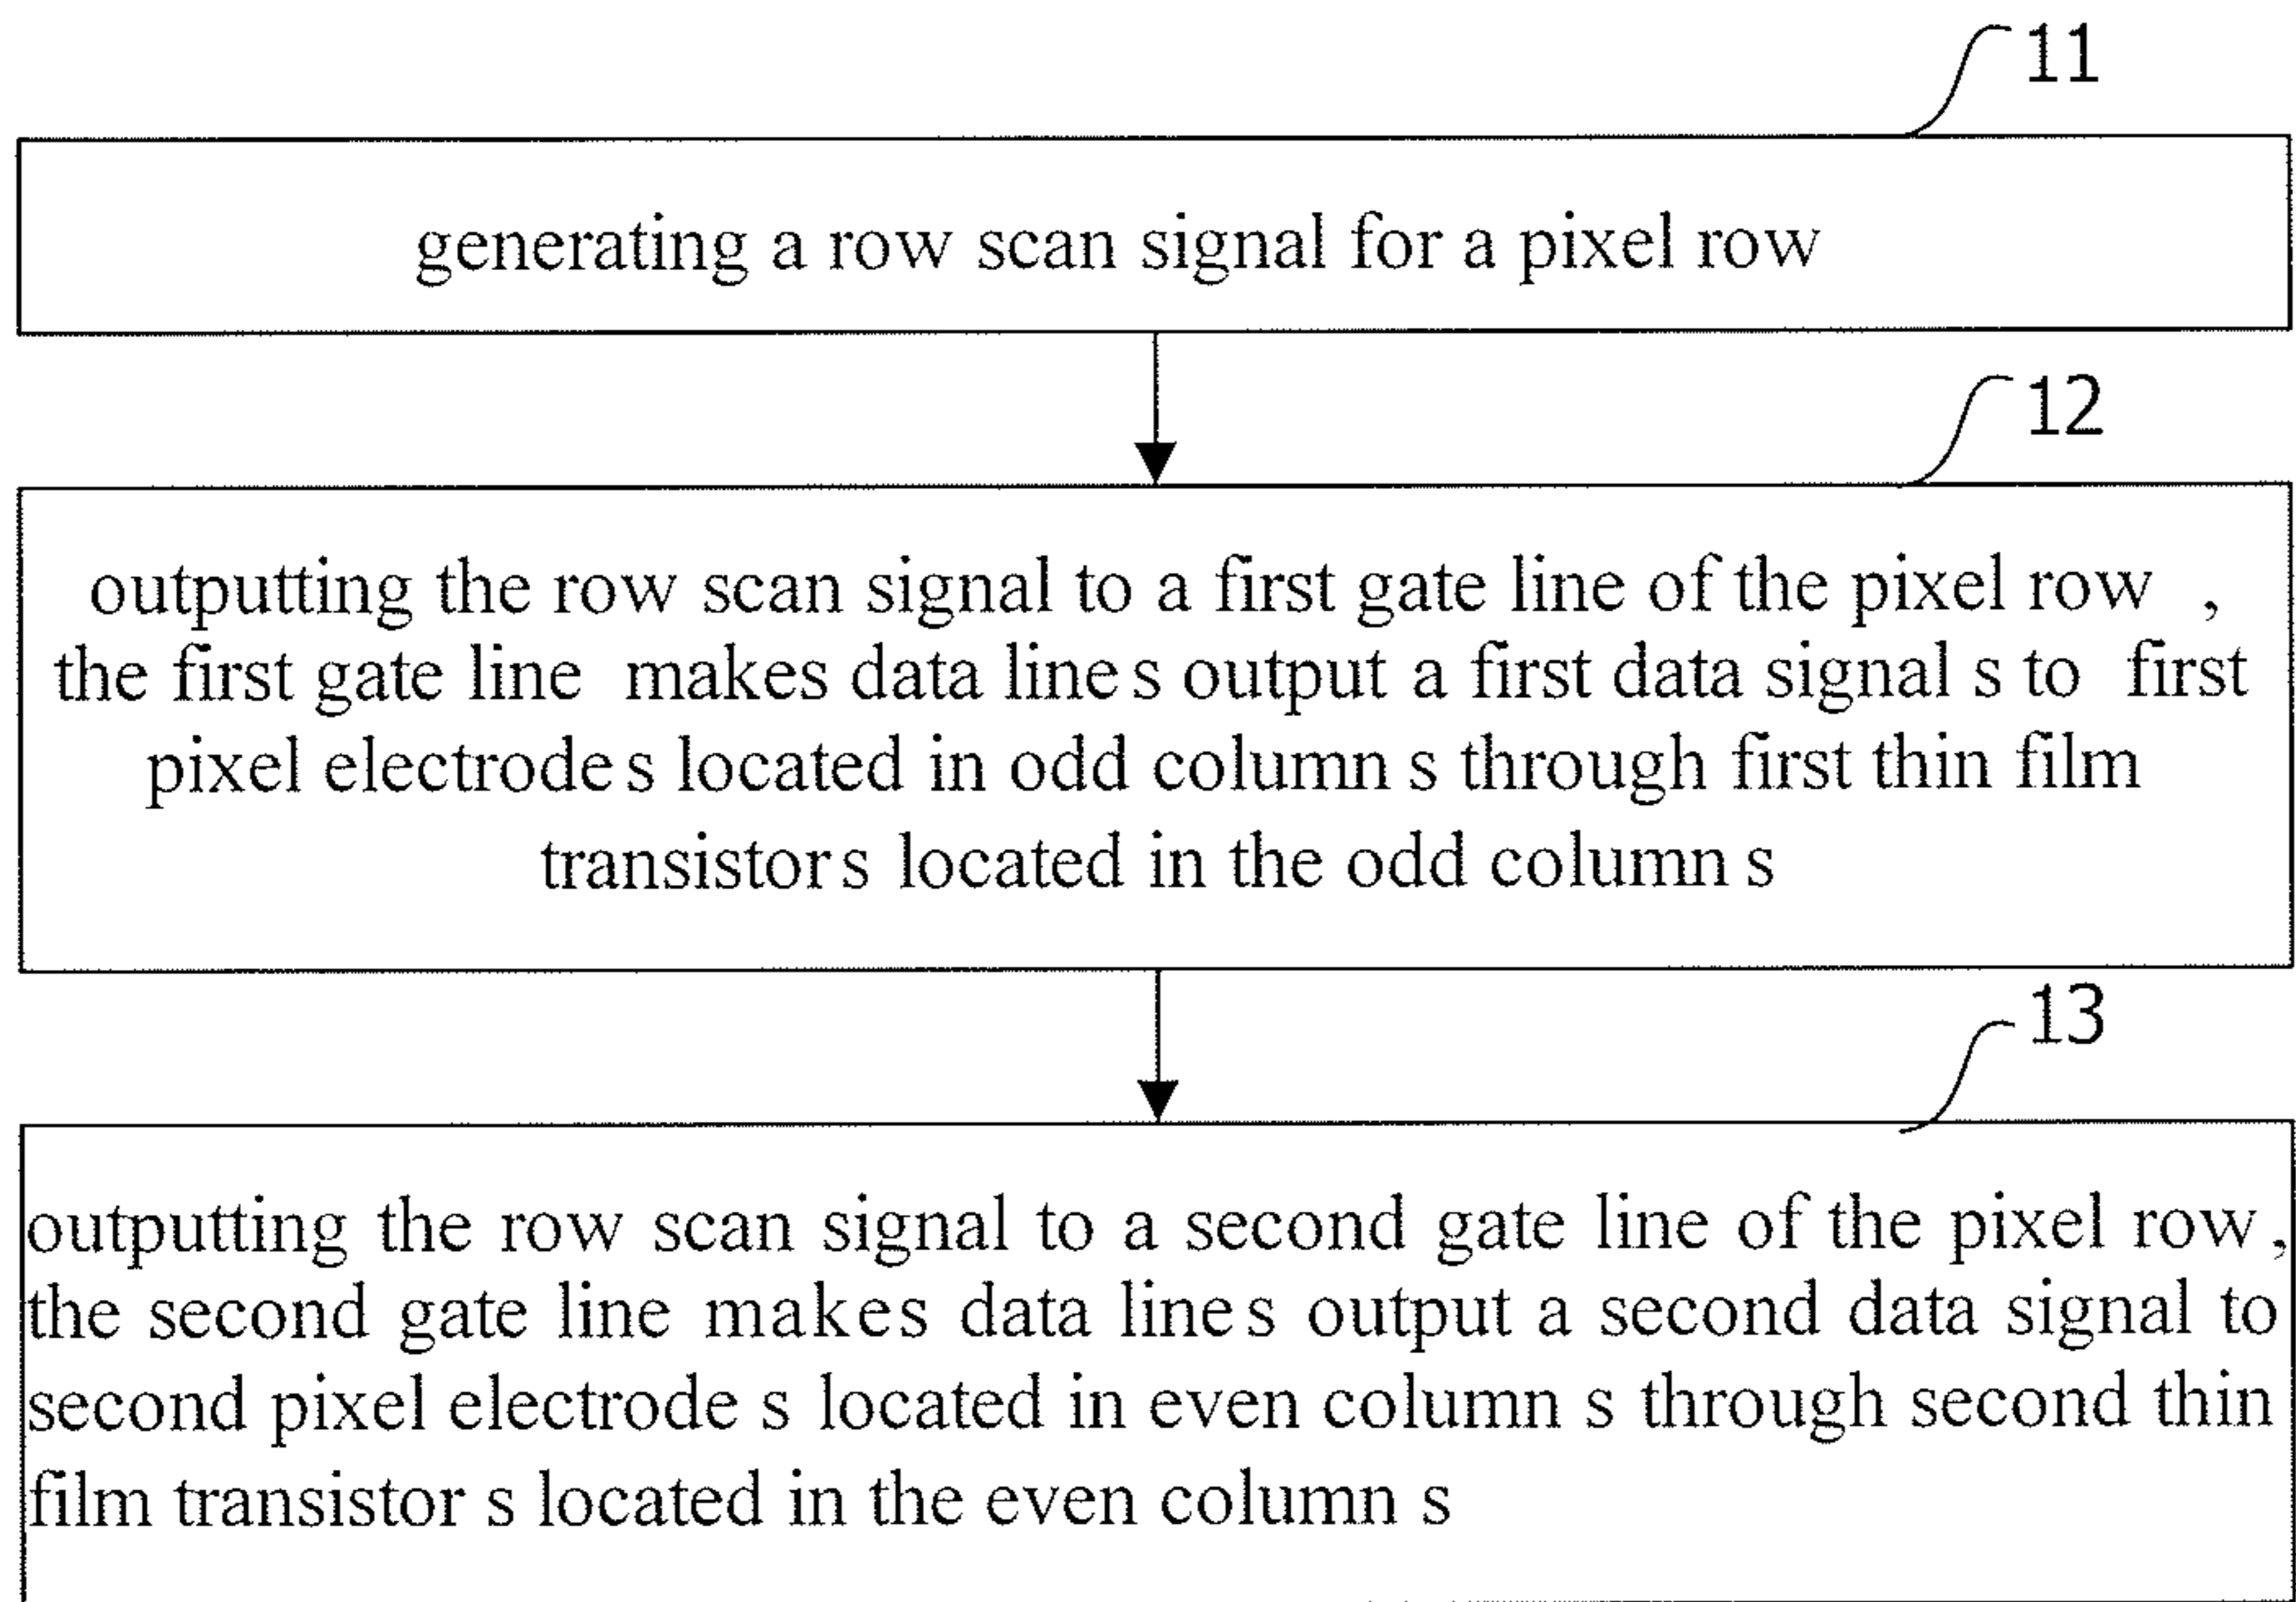 11
generating a row scan signal for a pixel row
12
outputting the row scan signal to a first gate line of the pixel row ,
the first gate line makes data line s output a first data signal s to first
pixel electrode s located in odd column s through first thin film
transistor s located in the odd column s
13
outputting the row scan signal to a second gate line of the pixel row,
the second gate line makes data line s output a second data signal to
second pixel electrode s located in even column s through second thin
film transistor s located in the even column s